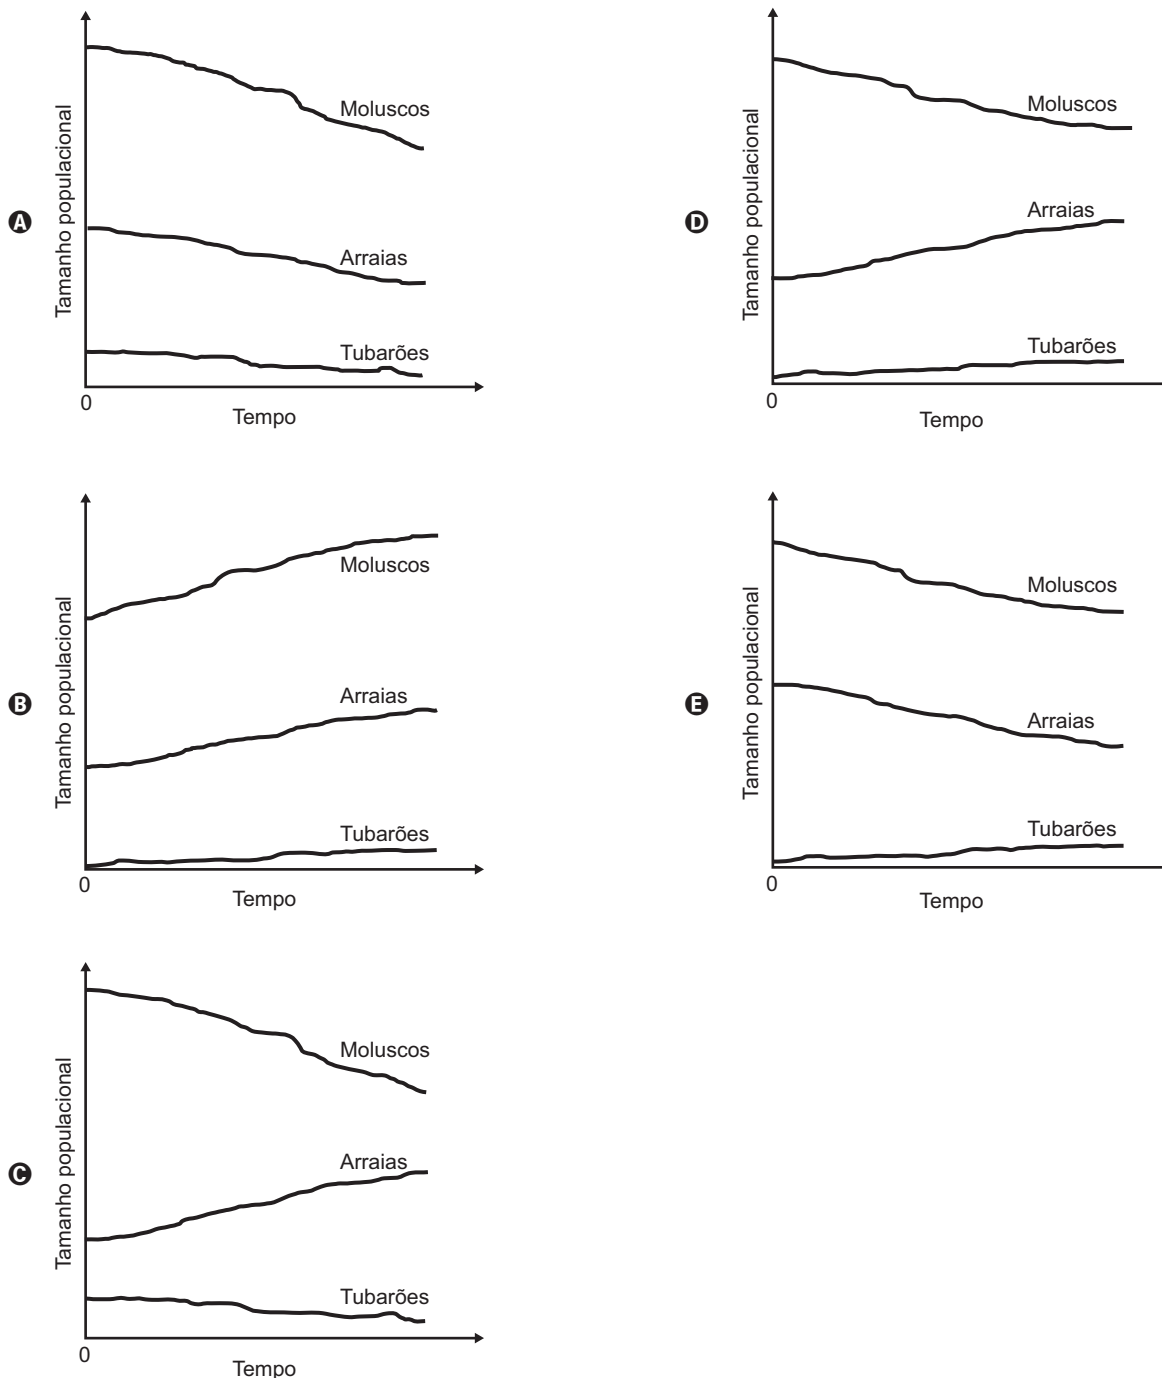 A
Tamanho populacional
Moluscos
Arraias
Tubarões
0
Tempo
B
Tamanho populacional
Moluscos
Arraias
Tubarões
0
Tempo
C
Tamanho populacional
Moluscos
Arraias
Tubarões
0
Tempo
D
Tamanho populacional
Moluscos
Arraias
Tubarões
0
Tempo
E
Tamanho populacional
Moluscos
Arraias
Tubarões
0
Tempo